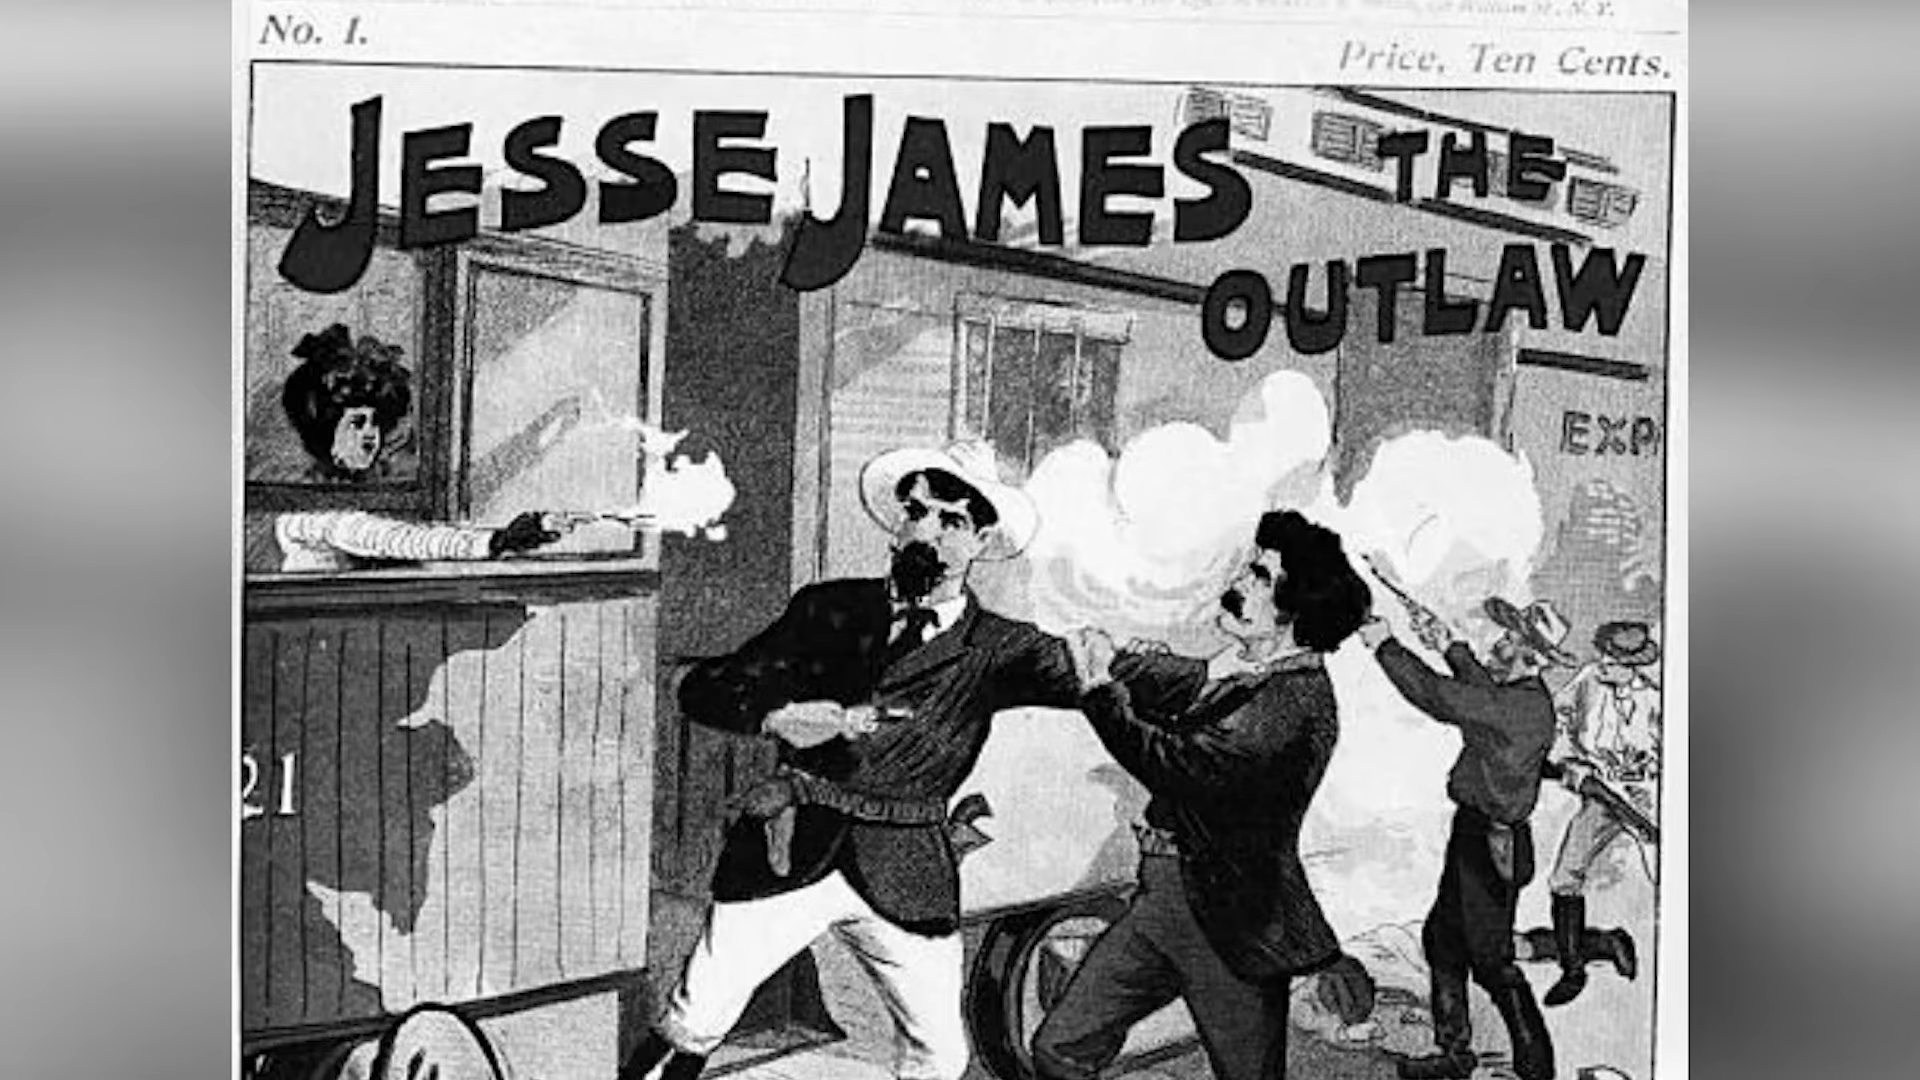 No. 1.
Price, Ten Cents.
JESSE JAMES THE
OUTLAW
EXP
21